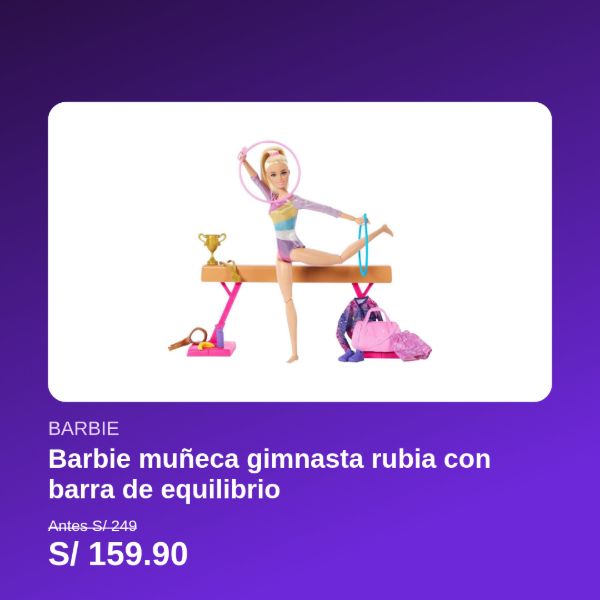 BARBIE
Barbie muñeca gimnasta rubia con
barra de equilibrio
Antes S/ 249
S/ 159.90